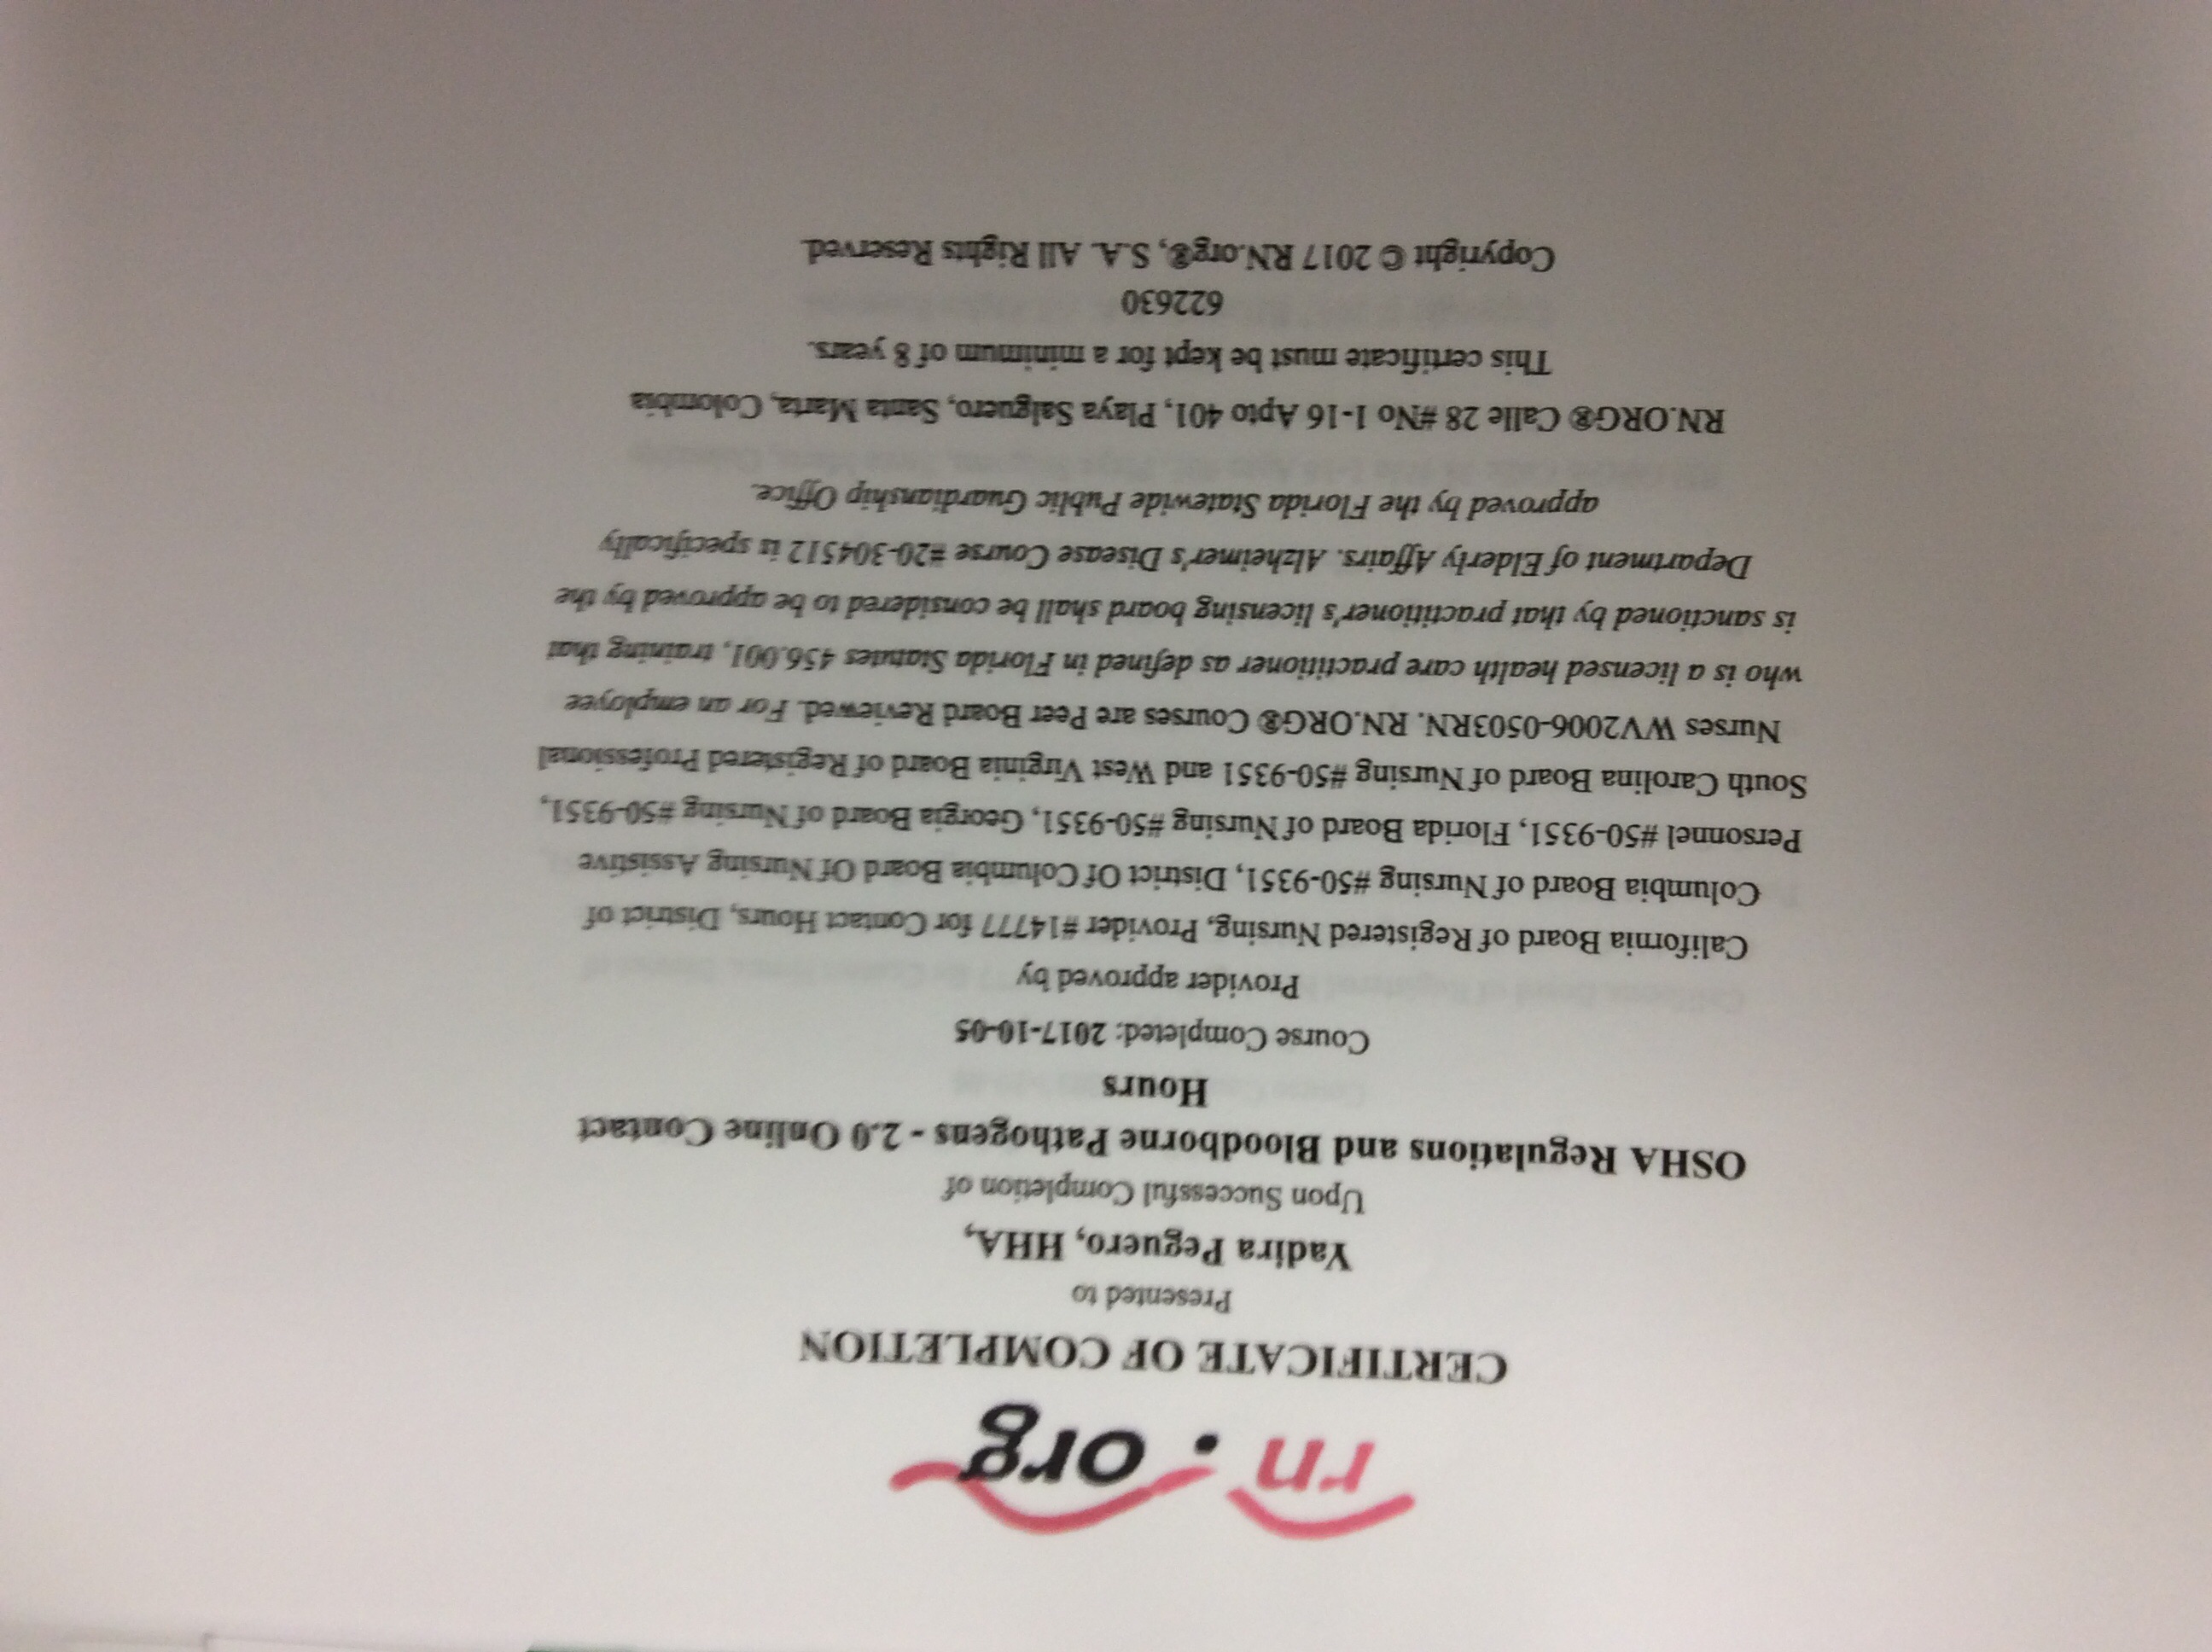 rn.org
CERTIFICATE OF COMPLETION
Presented to
Yadira Peguero, HHA,
Upon Successful Completion of
OSHA Regulations and Bloodborne Pathogens - 2.0 Online Contact
Hours
Course Completed: 2017-10-05
Provider approved by
California Board of Registered Nursing, Provider #14777 for Contact Hours, District of
Columbia Board of Nursing #50-9351, District Of Columbia Board Of Nursing Assistive
Personnel #50-9351, Florida Board of Nursing #50-9351, Georgia Board of Nursing #50-9351,
South Carolina Board of Nursing #50-9351 and West Virginia Board of Registered Professional
Nurses WV2006-0503RN. RN.ORG® Courses are Peer Board Reviewed. For an employee
who is a licensed health care practitioner as defined in Florida Statutes 456.001, training that
is sanctioned by that practitioner's licensing board shall be considered to be approved by the
Department of Elderly Affairs. Alzheimer's Disease Course #20-304512 is specifically
approved by the Florida Statewide Public Guardianship Office.
RN.ORG® Calle 28 #No 1-16 Apto 401, Playa Salguero, Santa Marta, Colombia
This certificate must be kept for a minimum of 8 years.
622630
Copyright © 2017 RN.org®, S.A. All Rights Reserved.